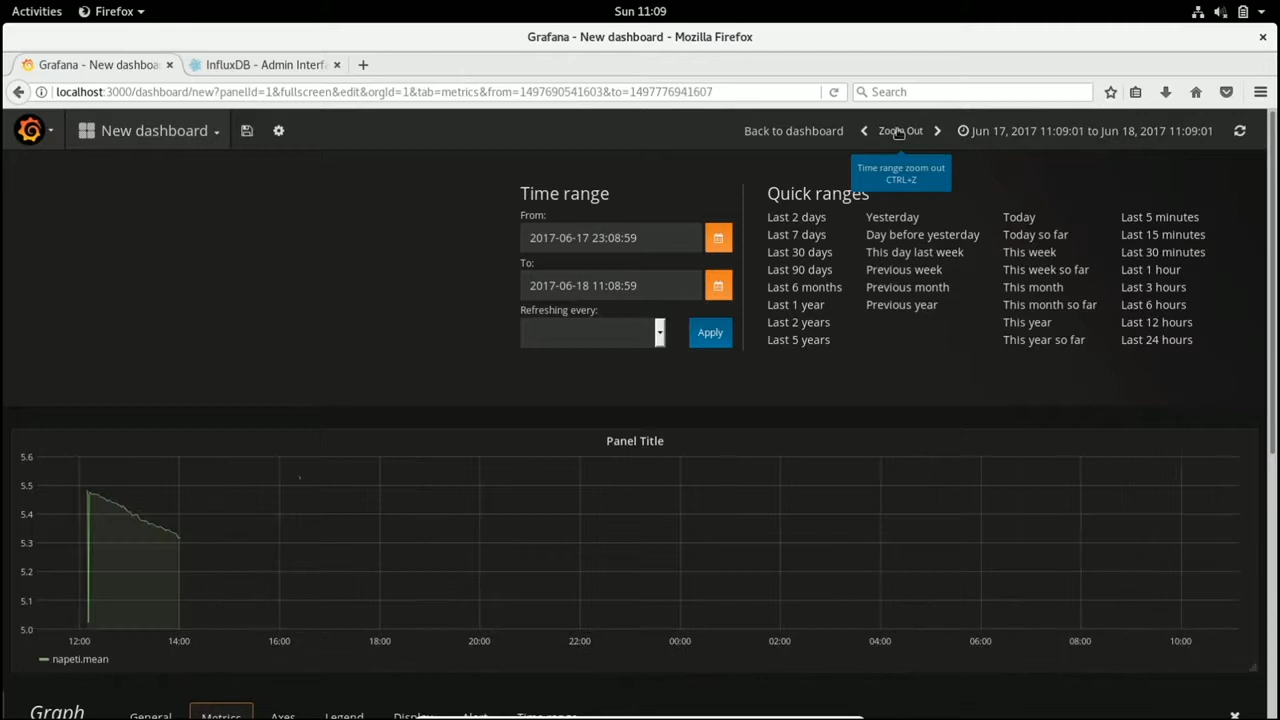 Activities Firefox Sun 11:09
Grafana - New dashboard - Mozilla Firefox
Grafana - New dashboa InfluxDB - Admin Interf
localhost:3000/dashboard/new?panelId=1&fullscreen&edit&orgId=1&tab=metrics&from=1497690541603&to=1497776941607 Search
New dashboard Back to dashboard Zoom Out Jun 17, 2017 11:09:01 to Jun 18, 2017 11:09:01
Time range zoom out
CTRL+Z
Time range
From:
2017-06-17 23:08:59
To:
2017-06-18 11:08:59
Refreshing every:
Apply
Quick ranges
Last 2 days Yesterday Today Last 5 minutes
Last 7 days Day before yesterday Today so far Last 15 minutes
Last 30 days This day last week This week Last 30 minutes
Last 90 days Previous week This week so far Last 1 hour
Last 6 months Previous month This month Last 3 hours
Last 1 year Previous year This month so far Last 6 hours
Last 2 years This year Last 12 hours
Last 5 years This year so far Last 24 hours
Panel Title
5.6
5.5
5.4
5.3
5.2
5.1
5.0
12:00 14:00 16:00 18:00 20:00 22:00 00:00 02:00 04:00 06:00 08:00 10:00
napeti.mean
Graph General Metrics Axes Legend Display Alert Time range